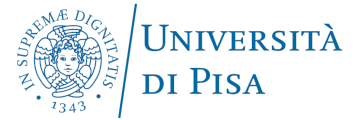 IN SUPREMÆ DIGNITATIS
· 1343 ·
UNIVERSITÀ
DI PISA